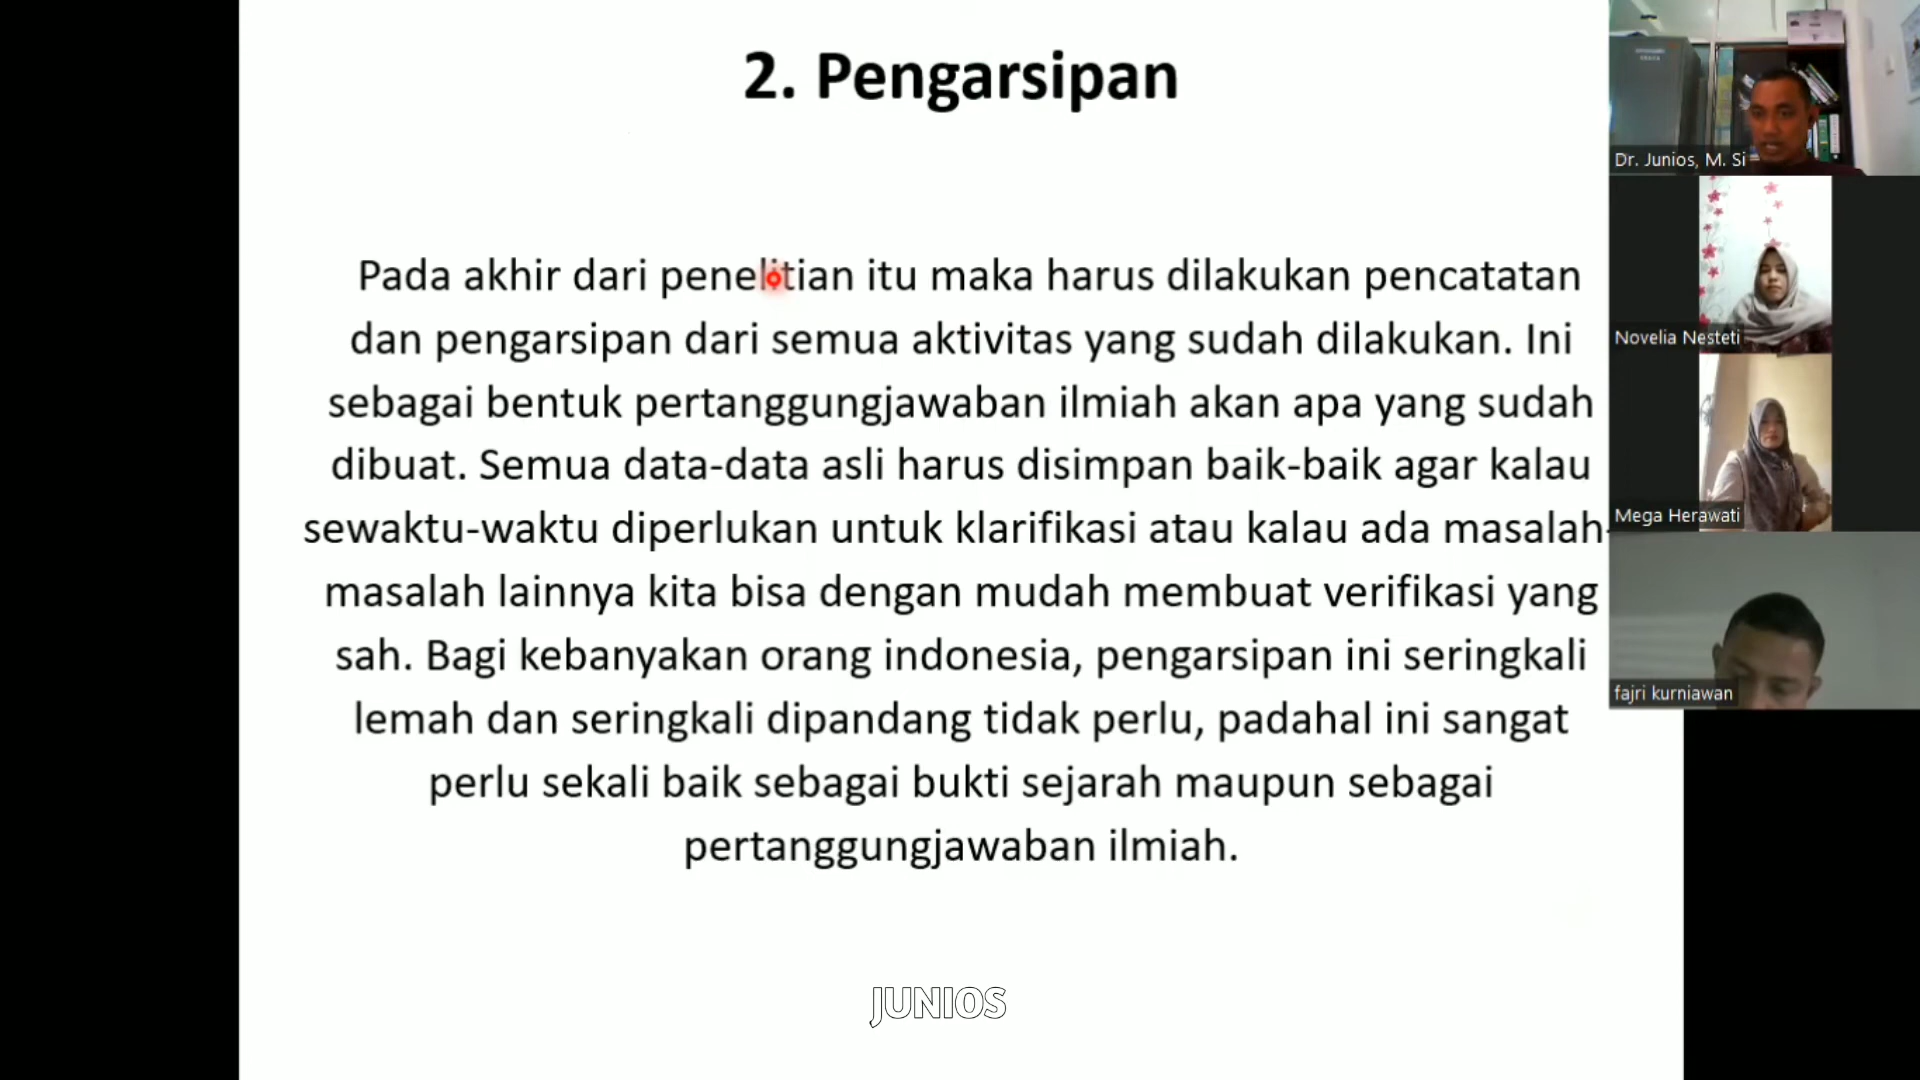 2. Pengarsipan
Pada akhir dari penelitian itu maka harus dilakukan pencatatan
dan pengarsipan dari semua aktivitas yang sudah dilakukan. Ini
sebagai bentuk pertanggungjawaban ilmiah akan apa yang sudah
dibuat. Semua data-data asli harus disimpan baik-baik agar kalau
sewaktu-waktu diperlukan untuk klarifikasi atau kalau ada masalah-
masalah lainnya kita bisa dengan mudah membuat verifikasi yang
sah. Bagi kebanyakan orang indonesia, pengarsipan ini seringkali
lemah dan seringkali dipandang tidak perlu, padahal ini sangat
perlu sekali baik sebagai bukti sejarah maupun sebagai
pertanggungjawaban ilmiah.
JUNIOS
Dr. Junios, M. Si
Novelia Nesteti
Mega Herawati
fajri kurniawan